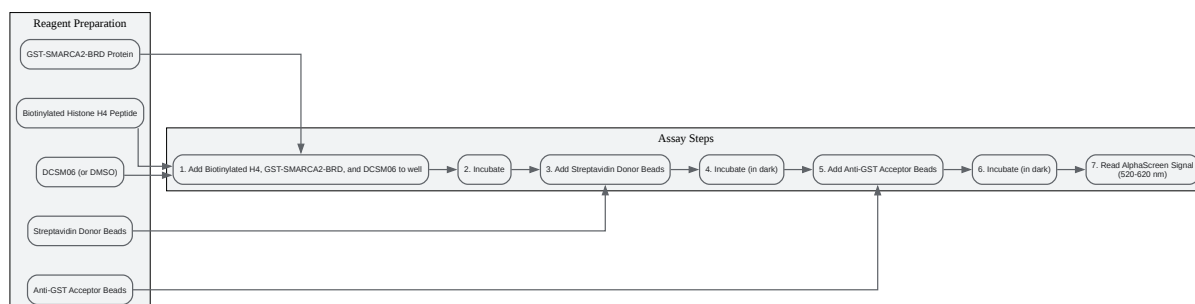 Reagent Preparation
GST-SMARCA2-BRD Protein
Biotinylated Histone H4 Peptide
DCSM06 (or DMSO)
Streptavidin Donor Beads
Anti-GST Acceptor Beads
Assay Steps
1. Add Biotinylated H4, GST-SMARCA2-BRD, and DCSM06 to well
2. Incubate
3. Add Streptavidin Donor Beads
4. Incubate (in dark)
5. Add Anti-GST Acceptor Beads
6. Incubate (in dark)
7. Read AlphaScreen Signal
(520-620 nm)